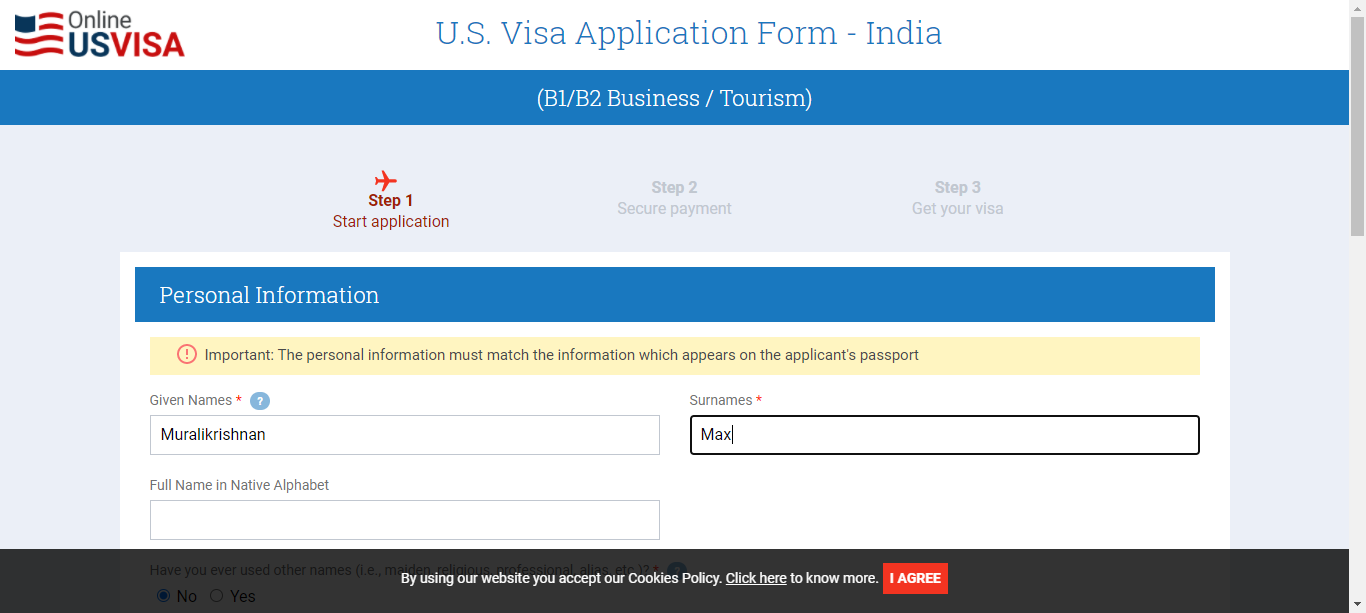 Online
USVISA
U.S. Visa Application Form - India
(B1/B2 Business / Tourism)
Step 1
Start application
Step 2
Secure payment
Step 3
Get your visa
Personal Information
! Important: The personal information must match the information which appears on the applicant's passport
Given Names * ?
Surnames *
Muralikrishnan
Max
Full Name in Native Alphabet
Have you ever used other names (i.e., maiden, religious, professional, alias, etc.)? * ?
By using our website you accept our Cookies Policy. Click here to know more. I AGREE
No Yes